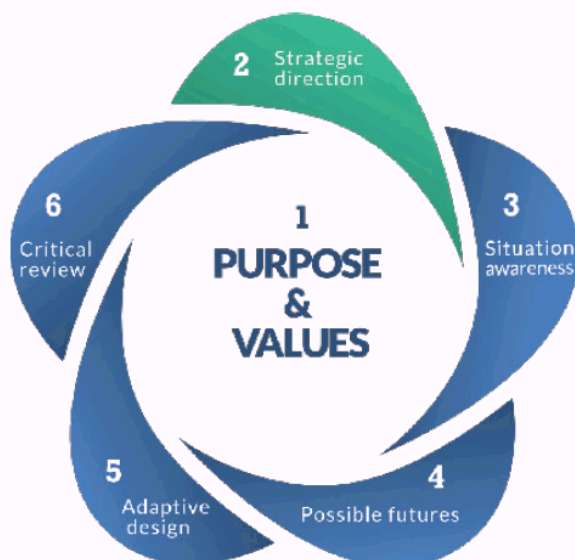 1
PURPOSE
&
VALUES
2 Strategic
direction
3
Situation
awareness
4
Possible futures
5
Adaptive
design
6
Critical
review